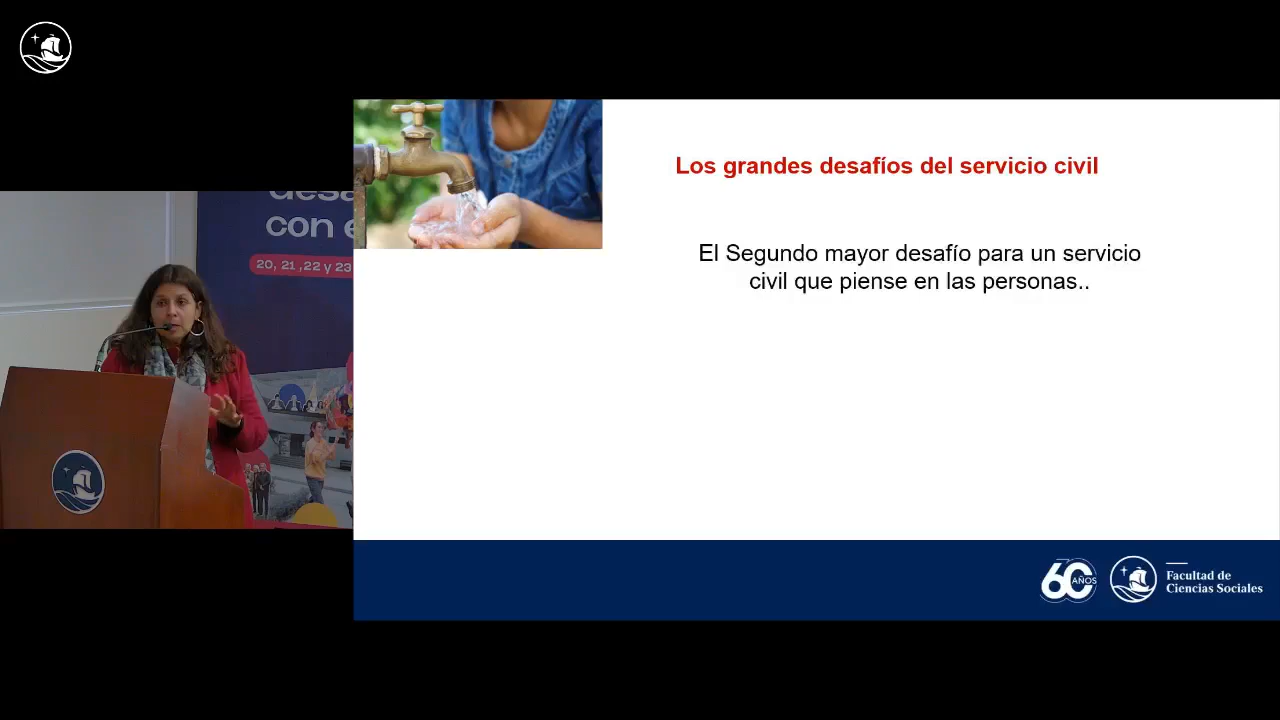 con e
20, 21 ,22 y 23
Los grandes desafíos del servicio civil
El Segundo mayor desafío para un servicio
civil que piense en las personas..
60 AÑOS
Facultad de
Ciencias Sociales